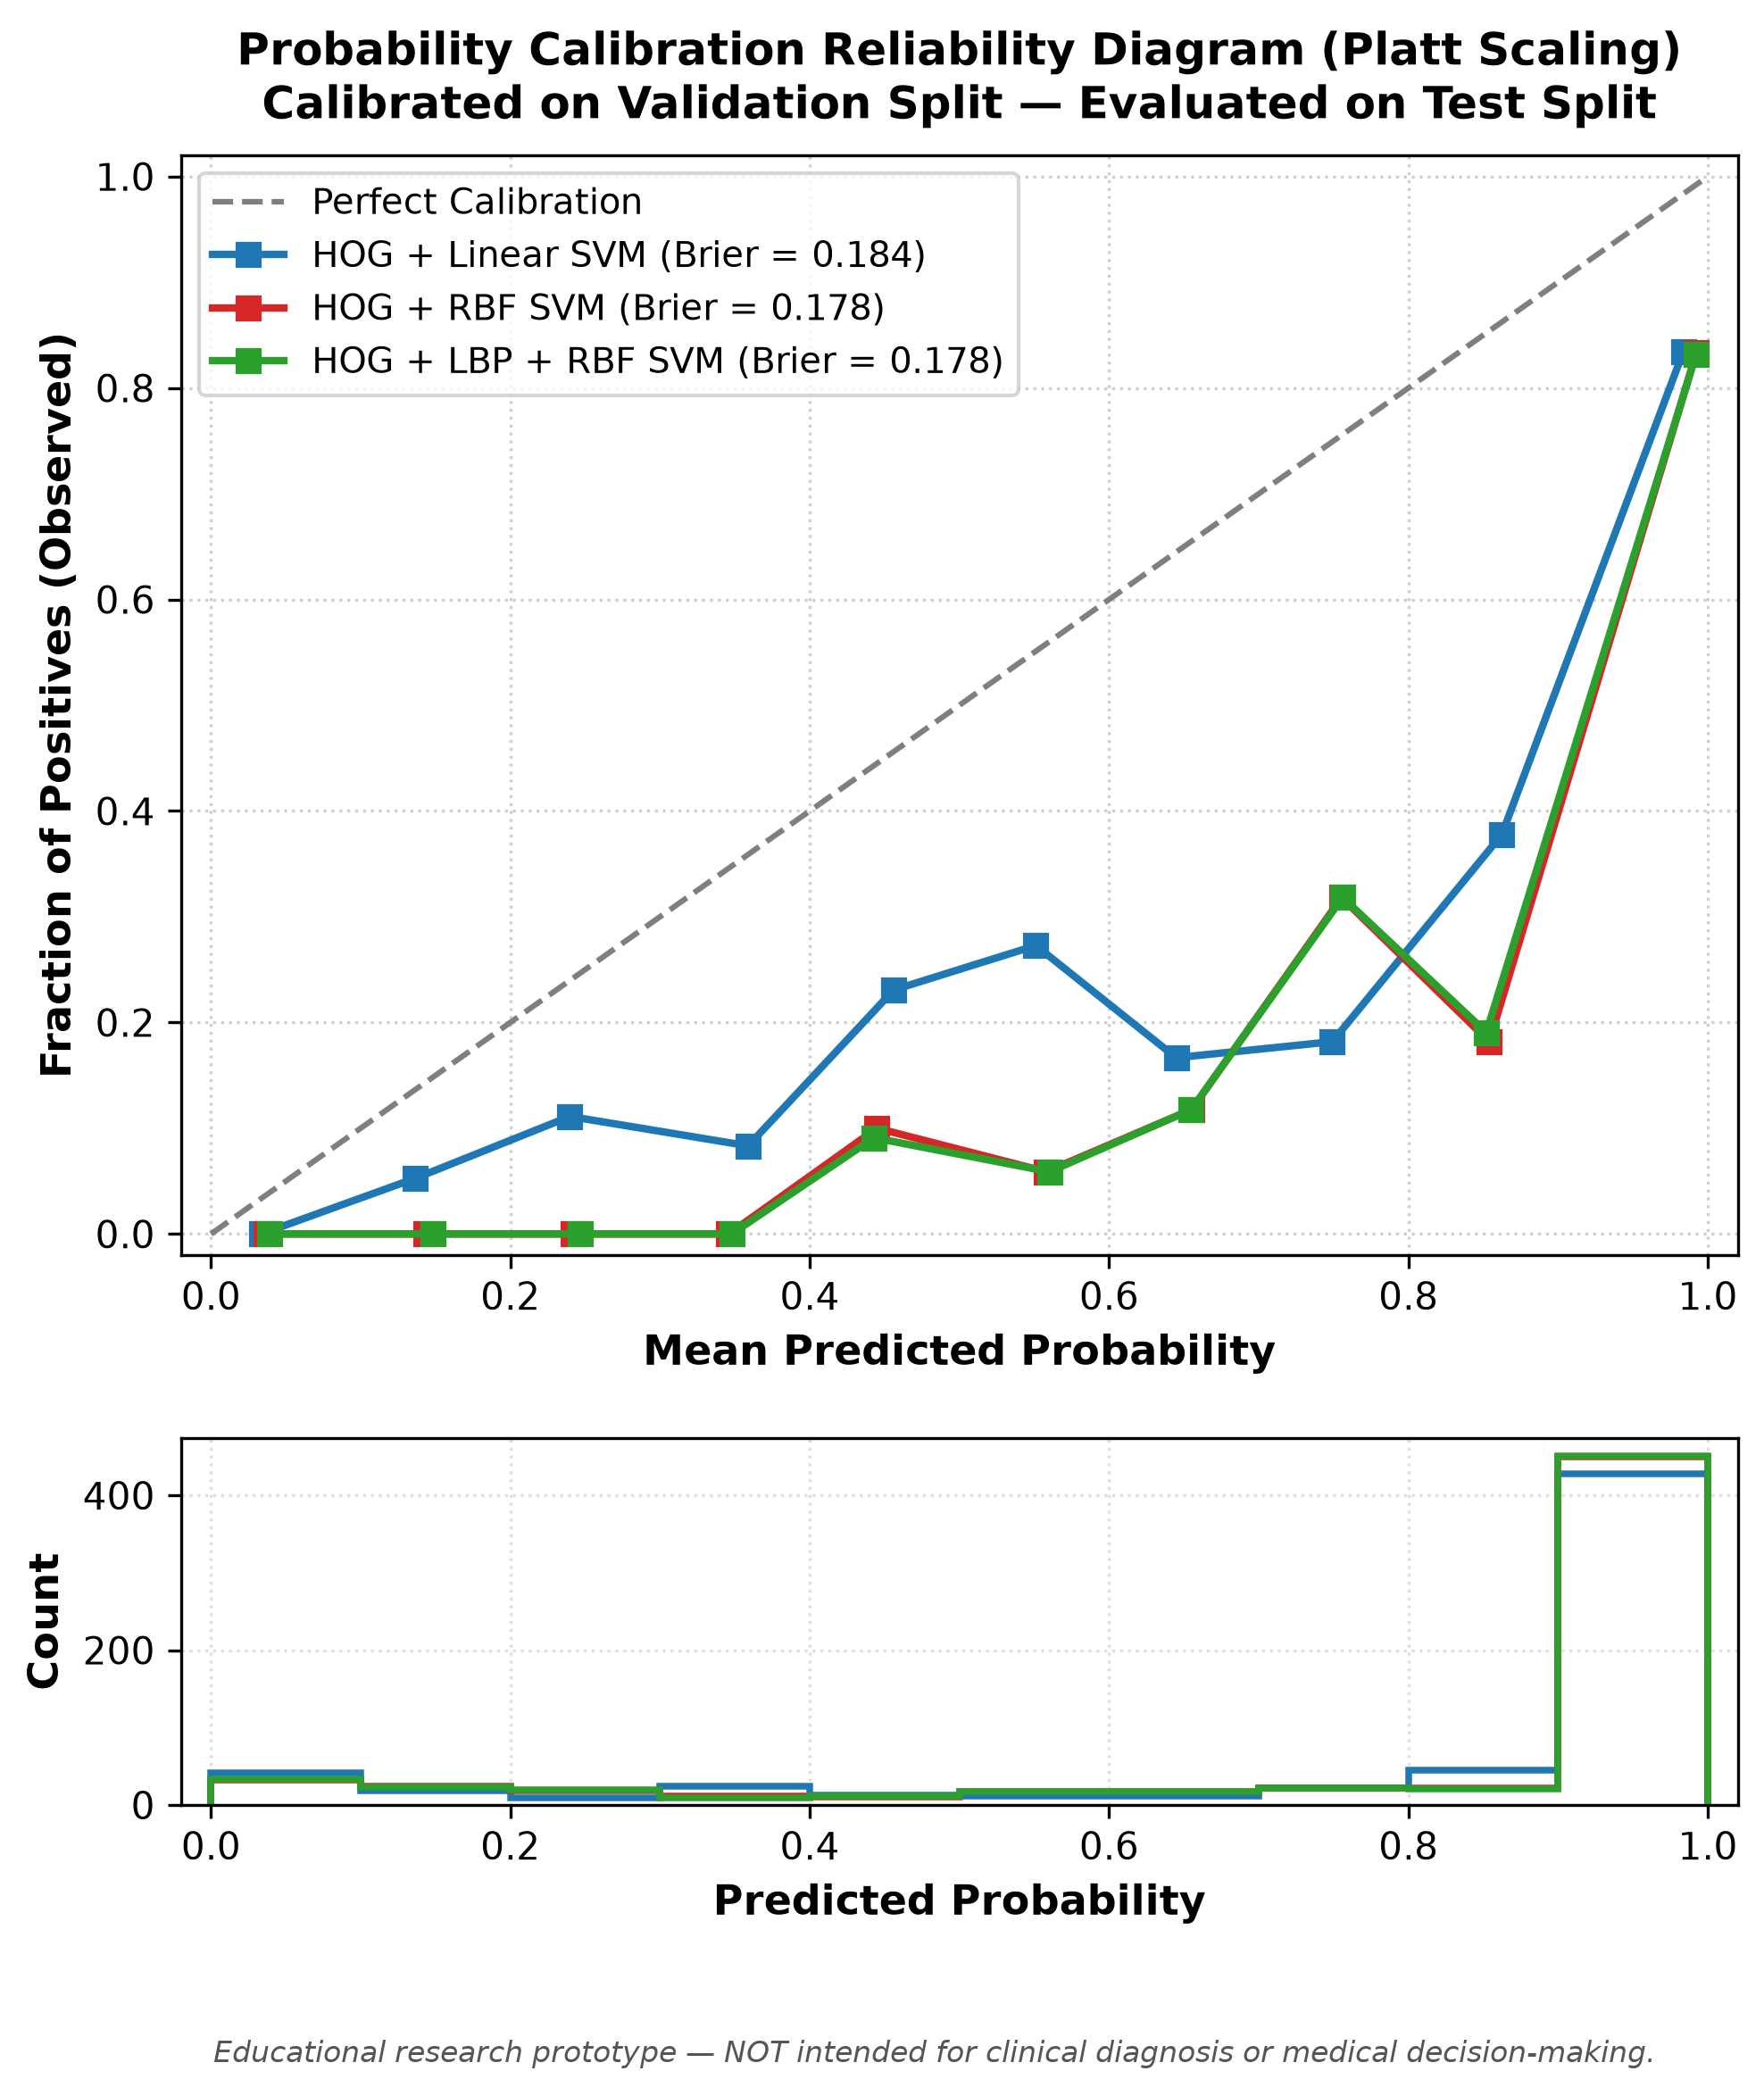 Probability Calibration Reliability Diagram (Platt Scaling)
Calibrated on Validation Split — Evaluated on Test Split
Perfect Calibration
HOG + Linear SVM (Brier = 0.184)
HOG + RBF SVM (Brier = 0.178)
HOG + LBP + RBF SVM (Brier = 0.178)
Fraction of Positives (Observed)
1.0
0.8
0.6
0.4
0.2
0.0
0.0 0.2 0.4 0.6 0.8 1.0
Mean Predicted Probability
Count
400
200
0
0.0 0.2 0.4 0.6 0.8 1.0
Predicted Probability
Educational research prototype — NOT intended for clinical diagnosis or medical decision-making.